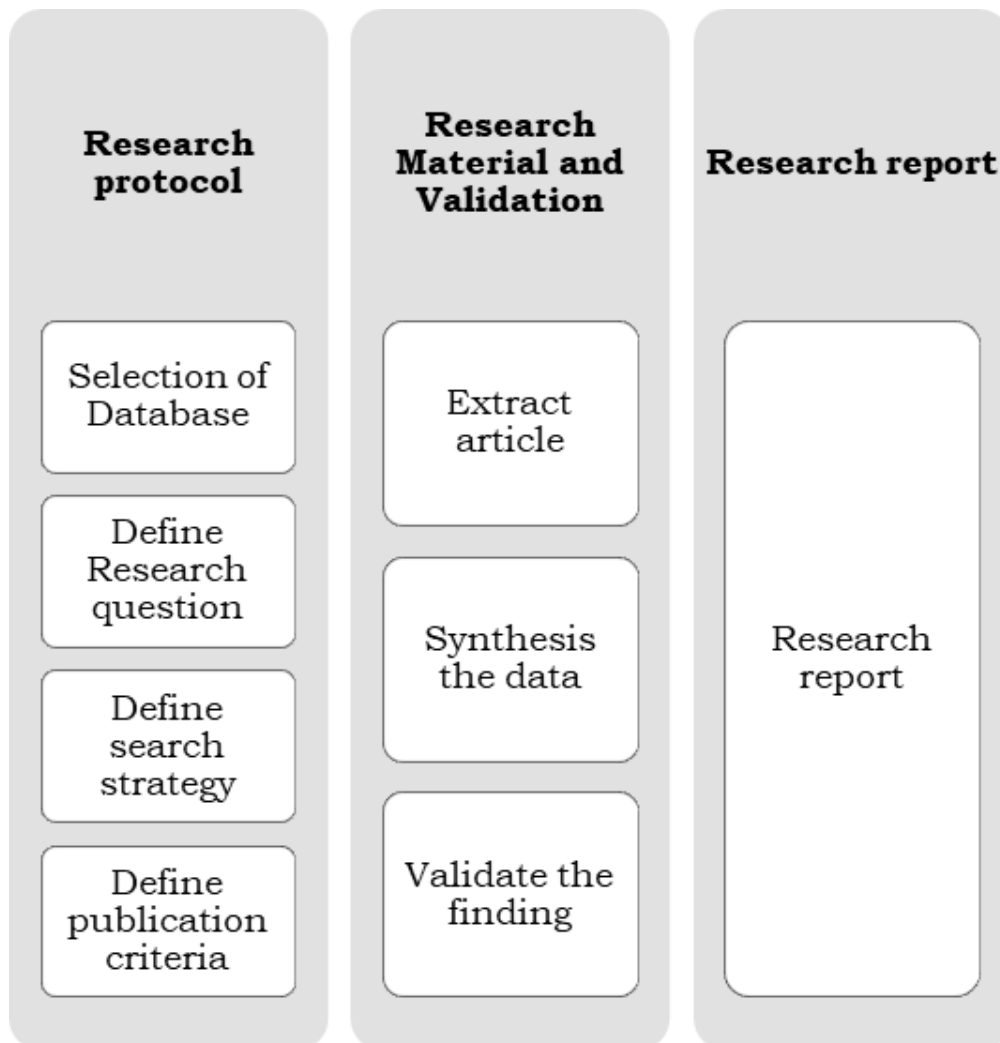 Research
protocol
Selection of
Database
Define
Research
question
Define
search
strategy
Define
publication
criteria
Research
Material and
Validation
Extract
article
Synthesis
the data
Validate the
finding
Research report
Research
report